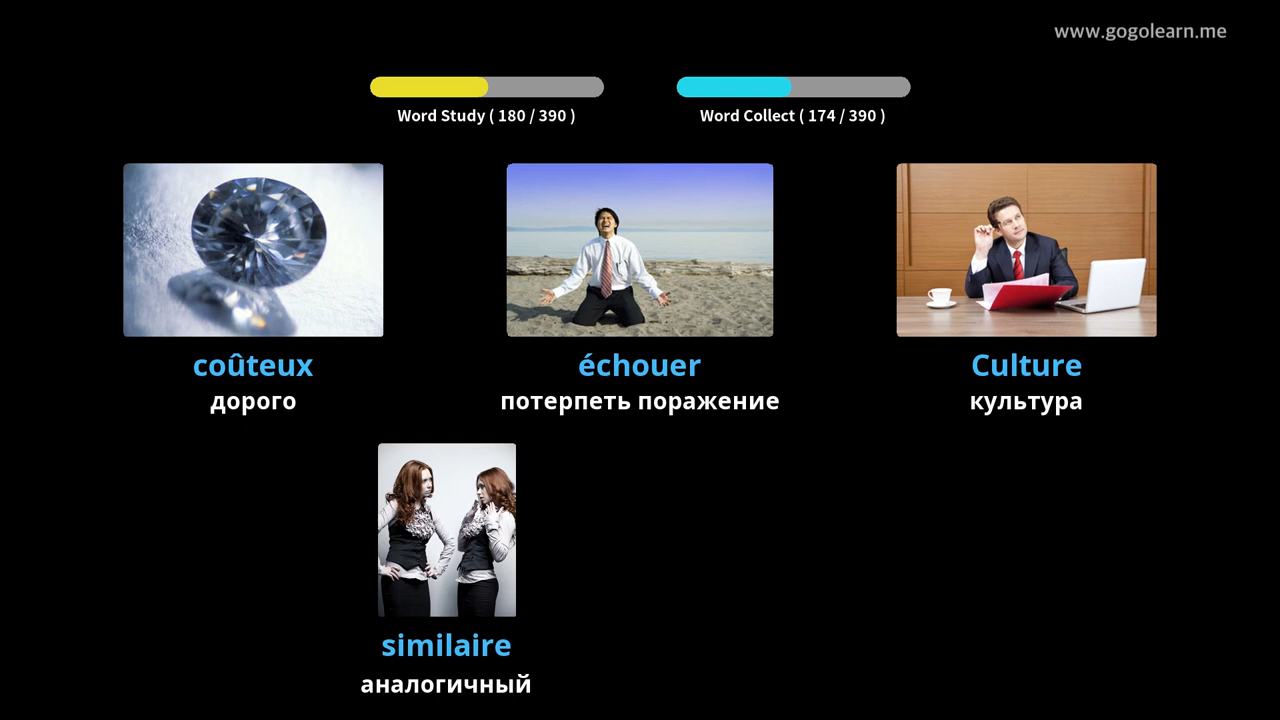 www.gogolearn.me
Word Study ( 180 / 390 )
Word Collect ( 174 / 390 )
coûteux
дорого
échouer
потерпеть поражение
Culture
культура
similaire
аналогичный